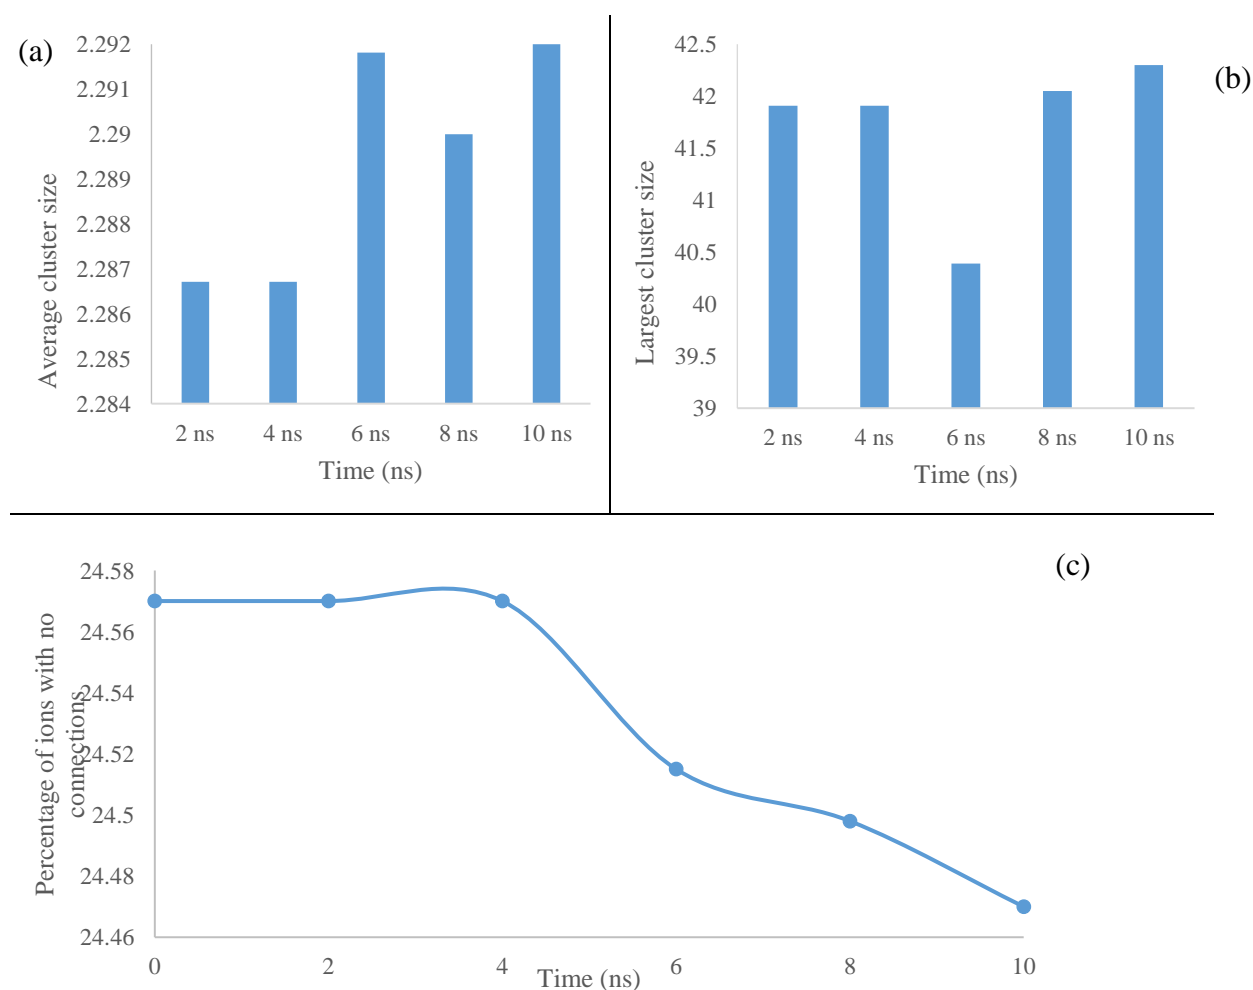 (a)
2.292
2.291
2.29
2.289
2.288
2.287
2.286
2.285
2.284
Average cluster size
2 ns 4 ns 6 ns 8 ns 10 ns
Time (ns)
(b)
42.5
42
41.5
41
40.5
40
39.5
39
Largest cluster size
2 ns 4 ns 6 ns 8 ns 10 ns
Time (ns)
(c)
24.58
24.56
24.54
24.52
24.5
24.48
24.46
Percentage of ions with no
connections
0 2 4 6 8 10
Time (ns)